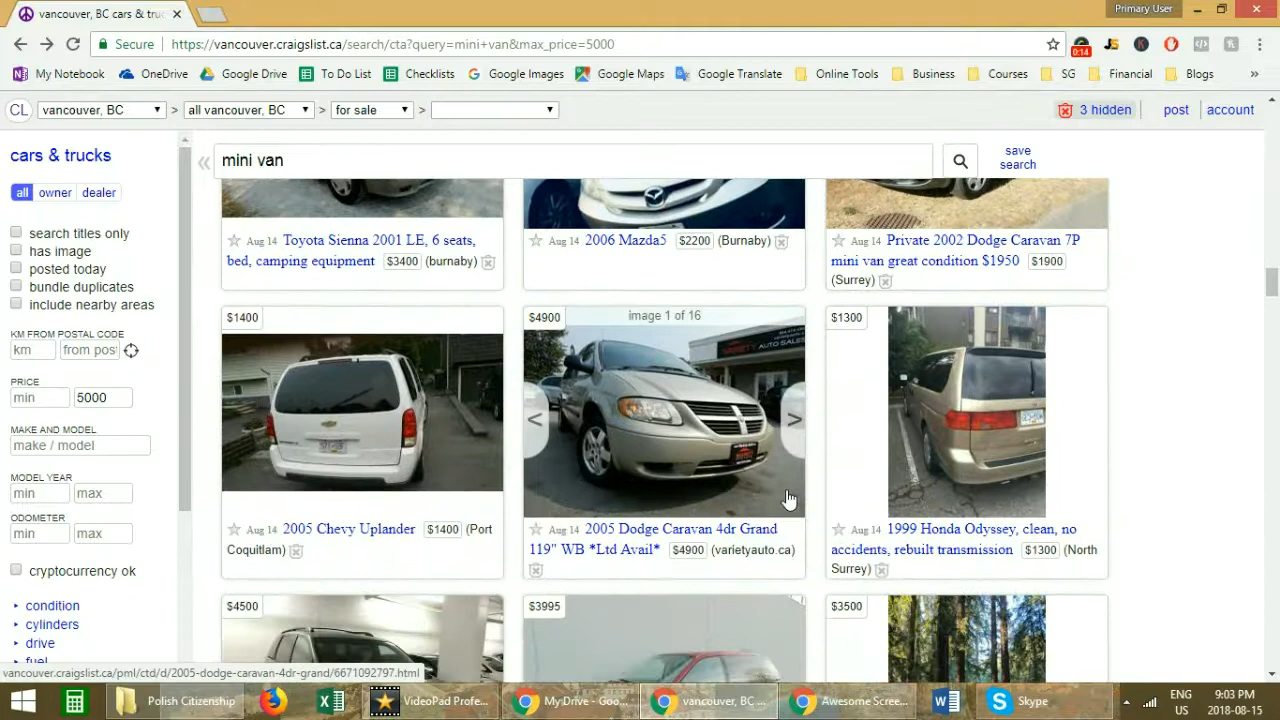 vancouver, BC cars & truc
Primary User
Secure
https://vancouver.craigslist.ca/search/cta?query=mini+van&max_price=5000
0:14
JS
K
My Notebook OneDrive Google Drive To Do List Checklists Google Images Google Maps Google Translate Online Tools Business Courses SG Financial Blogs »
CL vancouver, BC > all vancouver, BC > for sale >
3 hidden post account
cars & trucks
« mini van
save
search
all owner dealer
search titles only
has image
posted today
bundle duplicates
include nearby areas
KM FROM POSTAL CODE
km from pos
PRICE
min 5000
MAKE AND MODEL
make / model
MODEL YEAR
min max
ODOMETER
min max
cryptocurrency ok
condition
cylinders
drive
fuel
Aug 14 Toyota Sienna 2001 LE, 6 seats,
bed, camping equipment $3400 (burnaby)
Aug 14 2006 Mazda5 $2200 (Burnaby)
Aug 14 Private 2002 Dodge Caravan 7P
mini van great condition $1950 $1900
(Surrey)
$1400
Aug 14 2005 Chevy Uplander $1400 (Port
Coquitlam)
$4900 image 1 of 16
< >
Aug 14 2005 Dodge Caravan 4dr Grand
119" WB *Ltd Avail* $4900 (varietyauto.ca)
$1300
Aug 14 1999 Honda Odyssey, clean, no
accidents, rebuilt transmission $1300 (North
Surrey)
$4500
$3995
$3500
vancouver.craigslist.ca/pml/ctd/d/2005-dodge-caravan-4dr-grand/6671092797.html
Polish Citizenship
VideoPad Profe...
My Drive - Goo...
vancouver, BC ...
Awesome Scree...
Skype
ENG
US
9:03 PM
2018-08-15